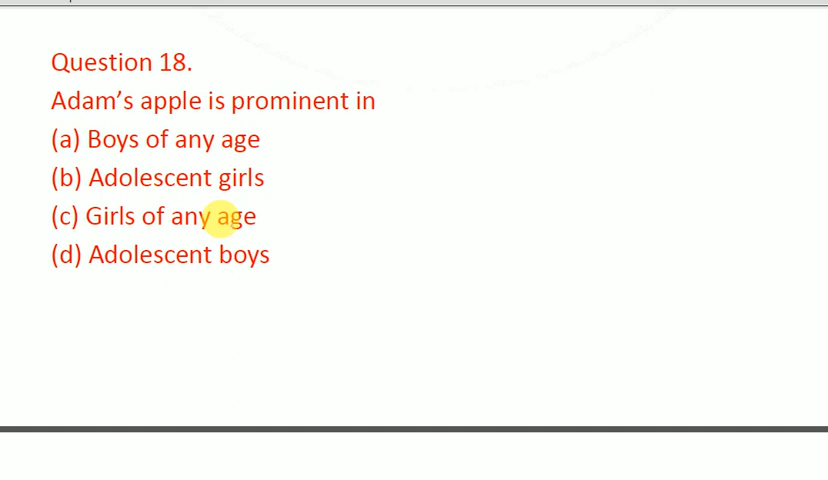 Question 18.
Adam’s apple is prominent in
(a) Boys of any age
(b) Adolescent girls
(c) Girls of any age
(d) Adolescent boys